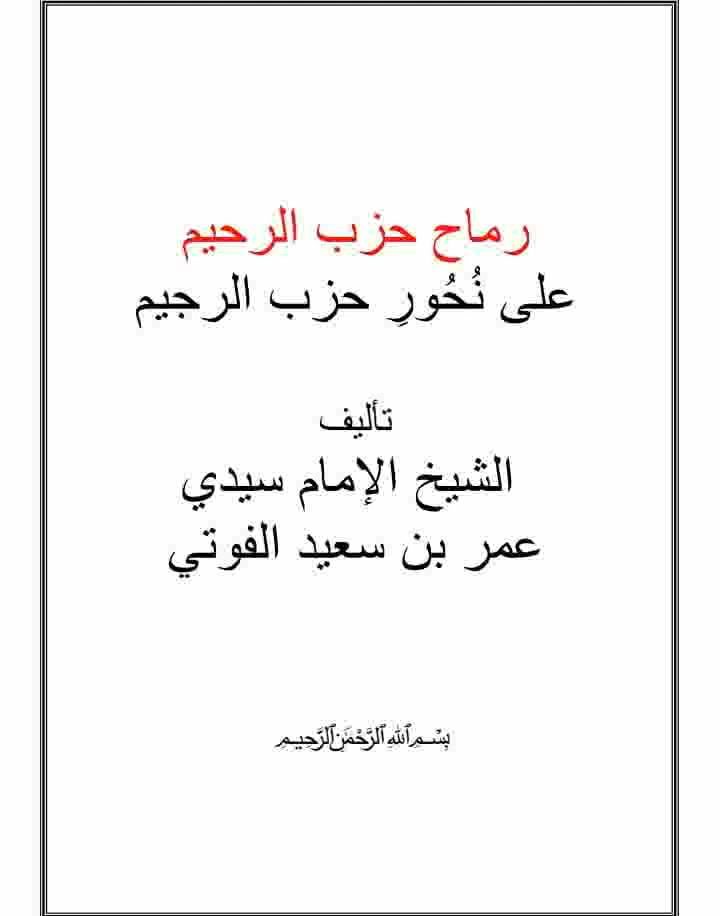 رماح حزب الرحيم
على نُحُورِ حزب الرجيم
تأليف
الشيخ الإمام سيدي
عمر بن سعيد الفوتي
بِسْمِ ٱللَّهِ ٱلرَّحْمَٰنِ ٱلرَّحِيمِ